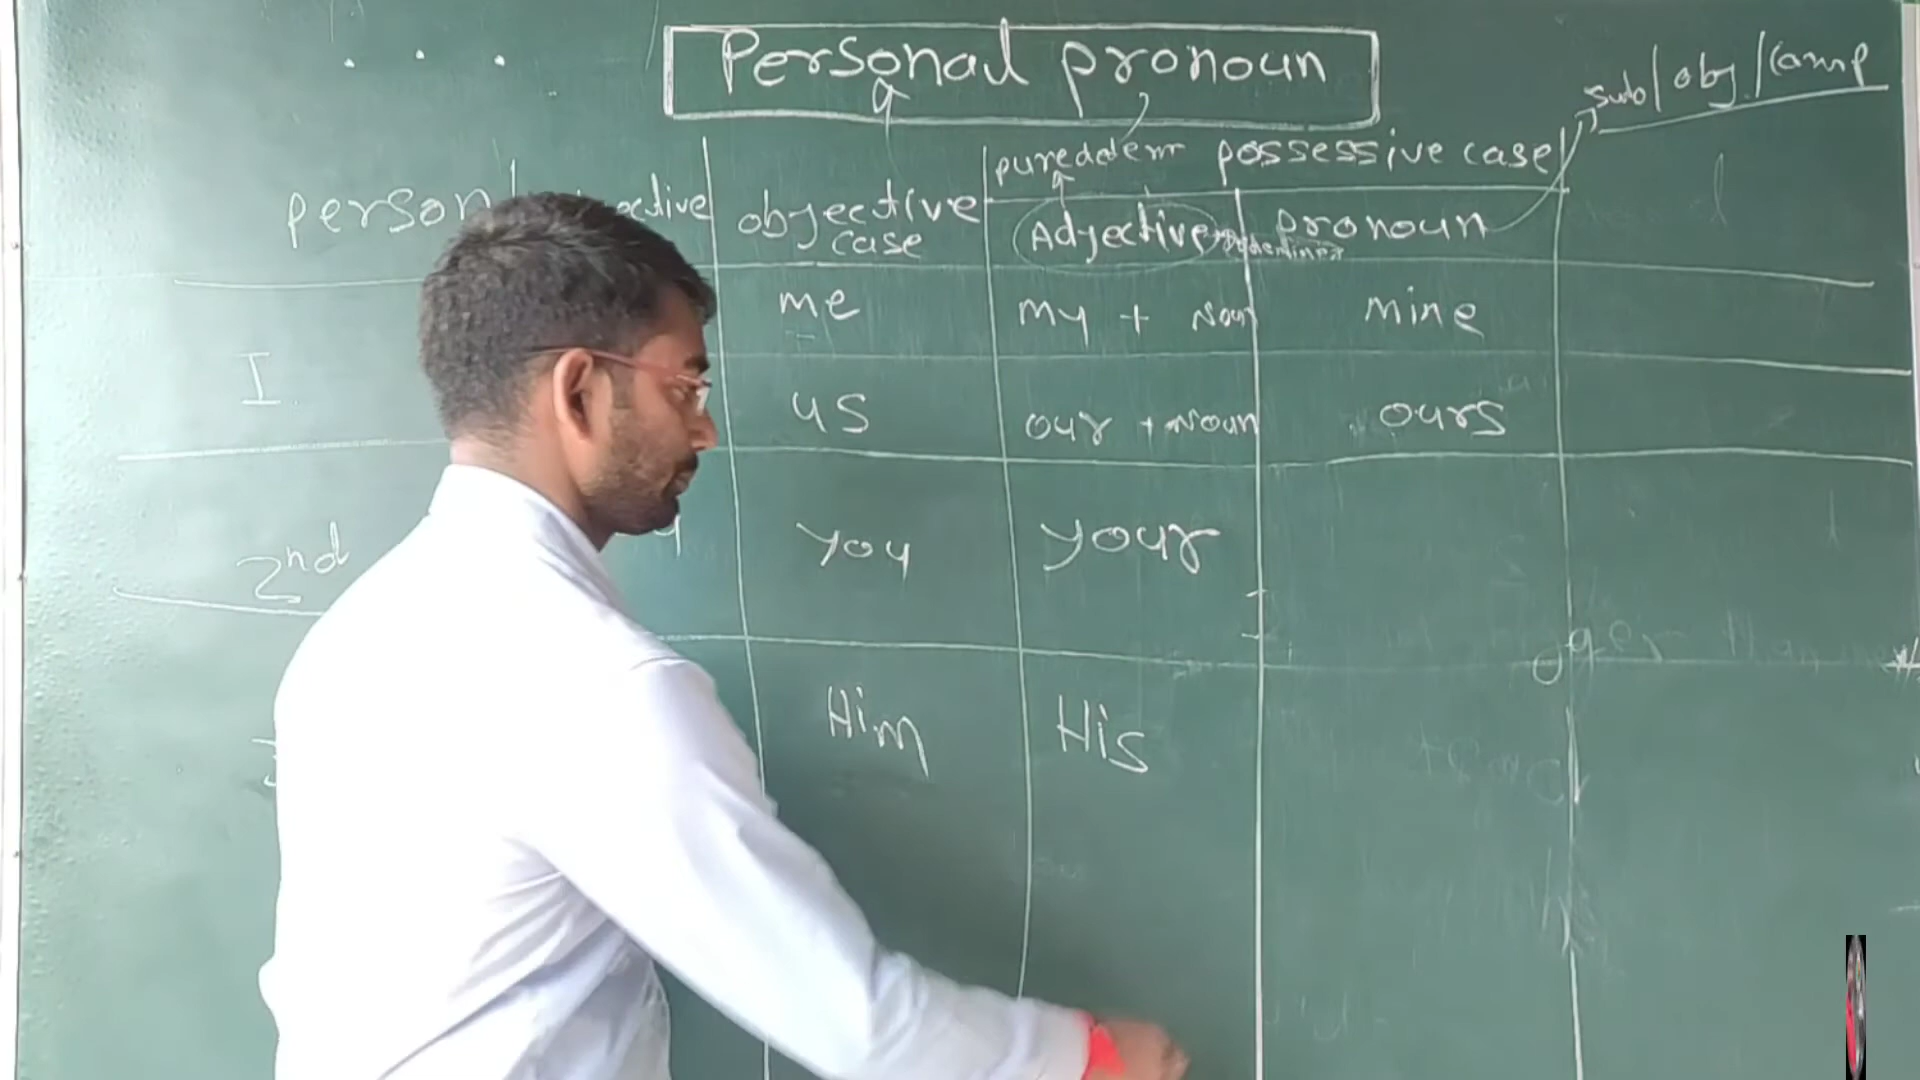 Personal pronoun
sub/obj/comp
possessive case
person objective case Adjective pronoun
me my + Noun mine
I us our + Noun ours
2nd you your
Him His